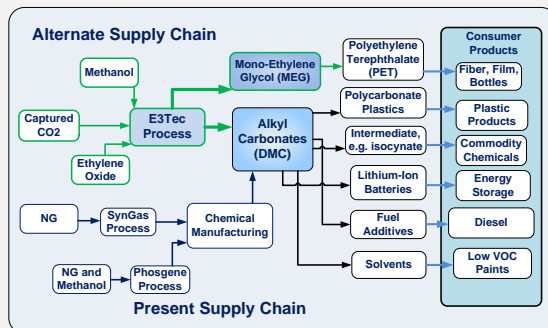 Alternate Supply Chain
Consumer
Products
Methanol
Mono-Ethylene
Glycol (MEG)
Polyethylene
Terephthalate
(PET)
Fiber, Film,
Bottles
Captured
CO2
E3Tec
Process
Alkyl
Carbonates
(DMC)
Polycarbonate
Plastics
Plastic
Products
Ethylene
Oxide
Intermediate,
e.g. isocynate
Commodity
Chemicals
Lithium-Ion
Batteries
Energy
Storage
NG
SynGas
Process
Chemical
Manufacturing
Fuel
Additives
Diesel
NG and
Methanol
Phosgene
Process
Solvents
Low VOC
Paints
Present Supply Chain